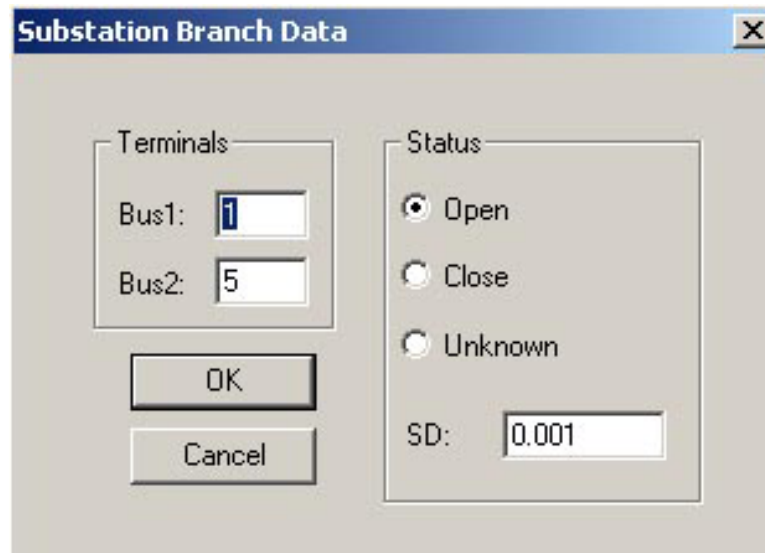 Substation Branch Data
Terminals
Bus1: 1
Bus2: 5
OK
Cancel
Status
Open
Close
Unknown
SD: 0.001